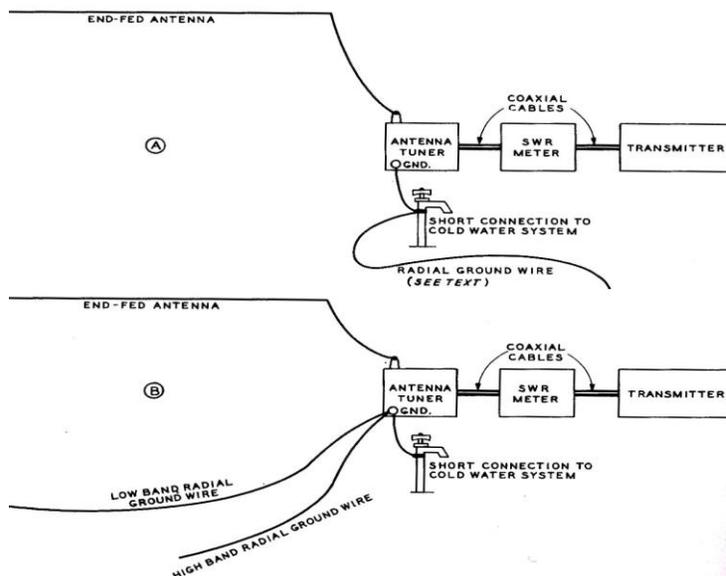 END-FED ANTENNA
COAXIAL
CABLES
A
ANTENNA
TUNER
GND.
SWR
METER
TRANSMITTER
SHORT CONNECTION TO
COLD WATER SYSTEM
RADIAL GROUND WIRE
(SEE TEXT)
END-FED ANTENNA
COAXIAL
CABLES
B
ANTENNA
TUNER
GND.
SWR
METER
TRANSMITTER
SHORT CONNECTION TO
COLD WATER SYSTEM
LOW BAND RADIAL
GROUND WIRE
HIGH BAND RADIAL GROUND WIRE